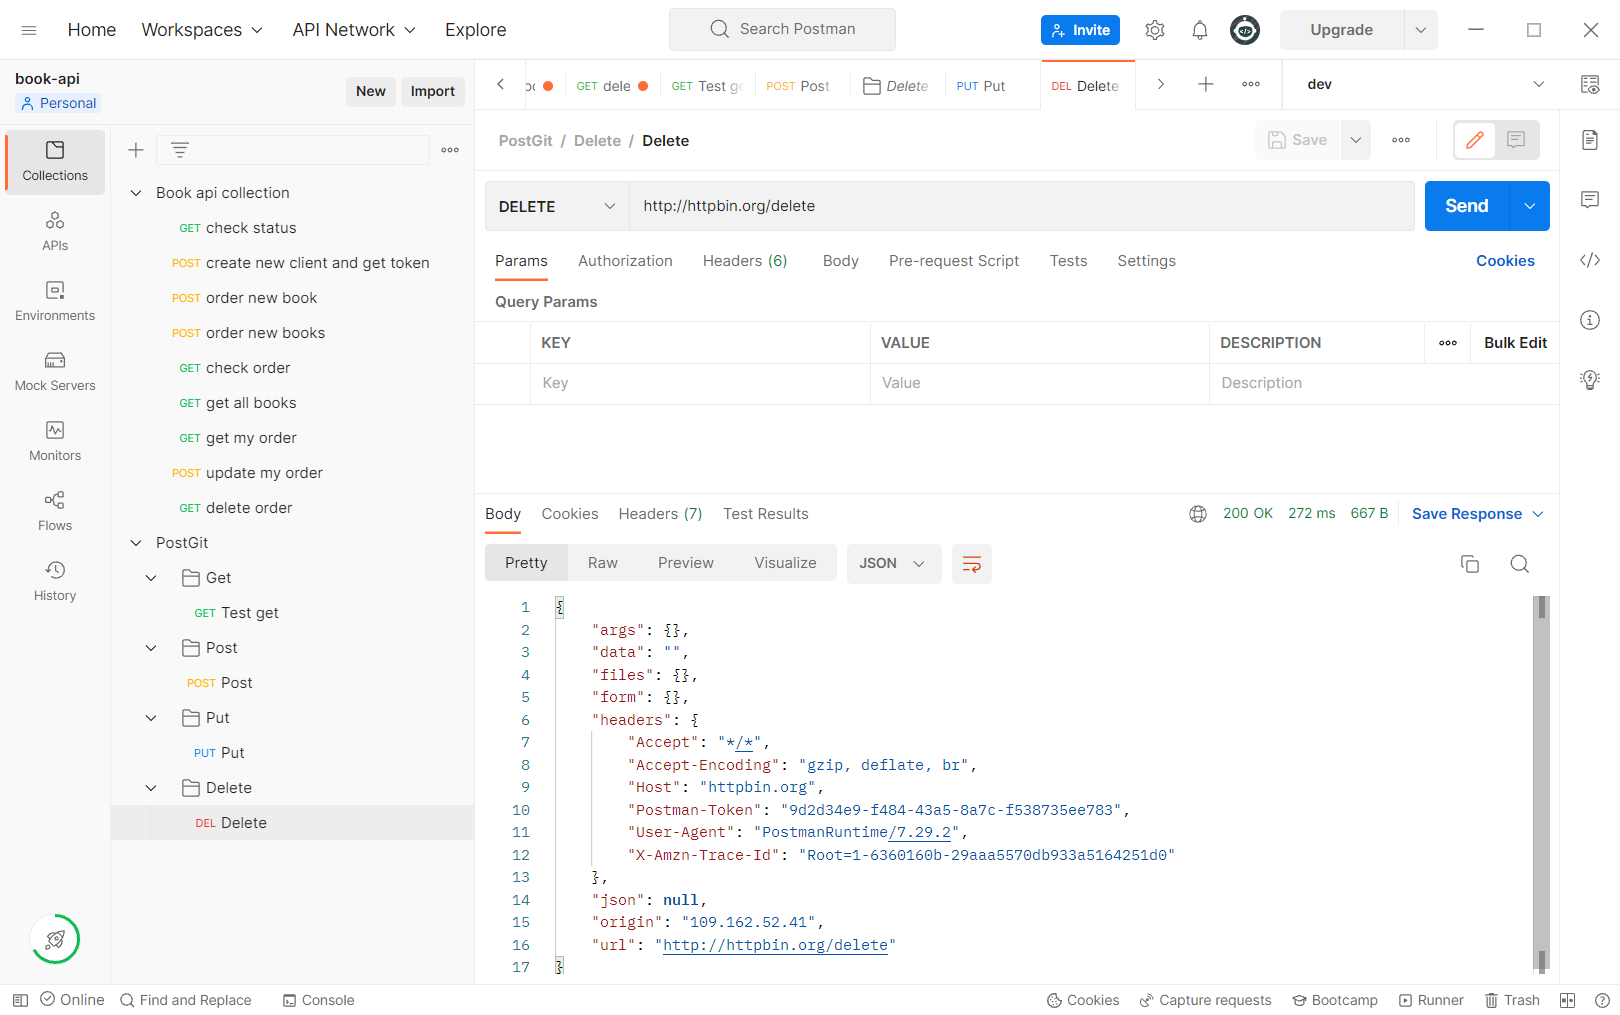 Home Workspaces API Network Explore Search Postman Invite Upgrade
book-api
Personal
New Import
GET dele GET Test ge POST Post Delete PUT Put DEL Delete dev
Collections
APIs
Environments
Mock Servers
Monitors
Flows
History
Book api collection
GET check status
POST create new client and get token
POST order new book
POST order new books
GET check order
GET get all books
GET get my order
POST update my order
GET delete order
PostGit
Get
GET Test get
Post
POST Post
Put
PUT Put
Delete
DEL Delete
PostGit / Delete / Delete Save
DELETE http://httpbin.org/delete Send
Params Authorization Headers (6) Body Pre-request Script Tests Settings Cookies
Query Params
KEY VALUE DESCRIPTION Bulk Edit
Key Value Description
Body Cookies Headers (7) Test Results 200 OK 272 ms 667 B Save Response
Pretty Raw Preview Visualize JSON
1 {
2 "args": {},
3 "data": "",
4 "files": {},
5 "form": {},
6 "headers": {
7 "Accept": "*/*",
8 "Accept-Encoding": "gzip, deflate, br",
9 "Host": "httpbin.org",
10 "Postman-Token": "9d2d34e9-f484-43a5-8a7c-f538735ee783",
11 "User-Agent": "PostmanRuntime/7.29.2",
12 "X-Amzn-Trace-Id": "Root=1-6360160b-29aaa5570db933a5164251d0"
13 },
14 "json": null,
15 "origin": "109.162.52.41",
16 "url": "http://httpbin.org/delete"
17 }
Online Find and Replace Console Cookies Capture requests Bootcamp Runner Trash